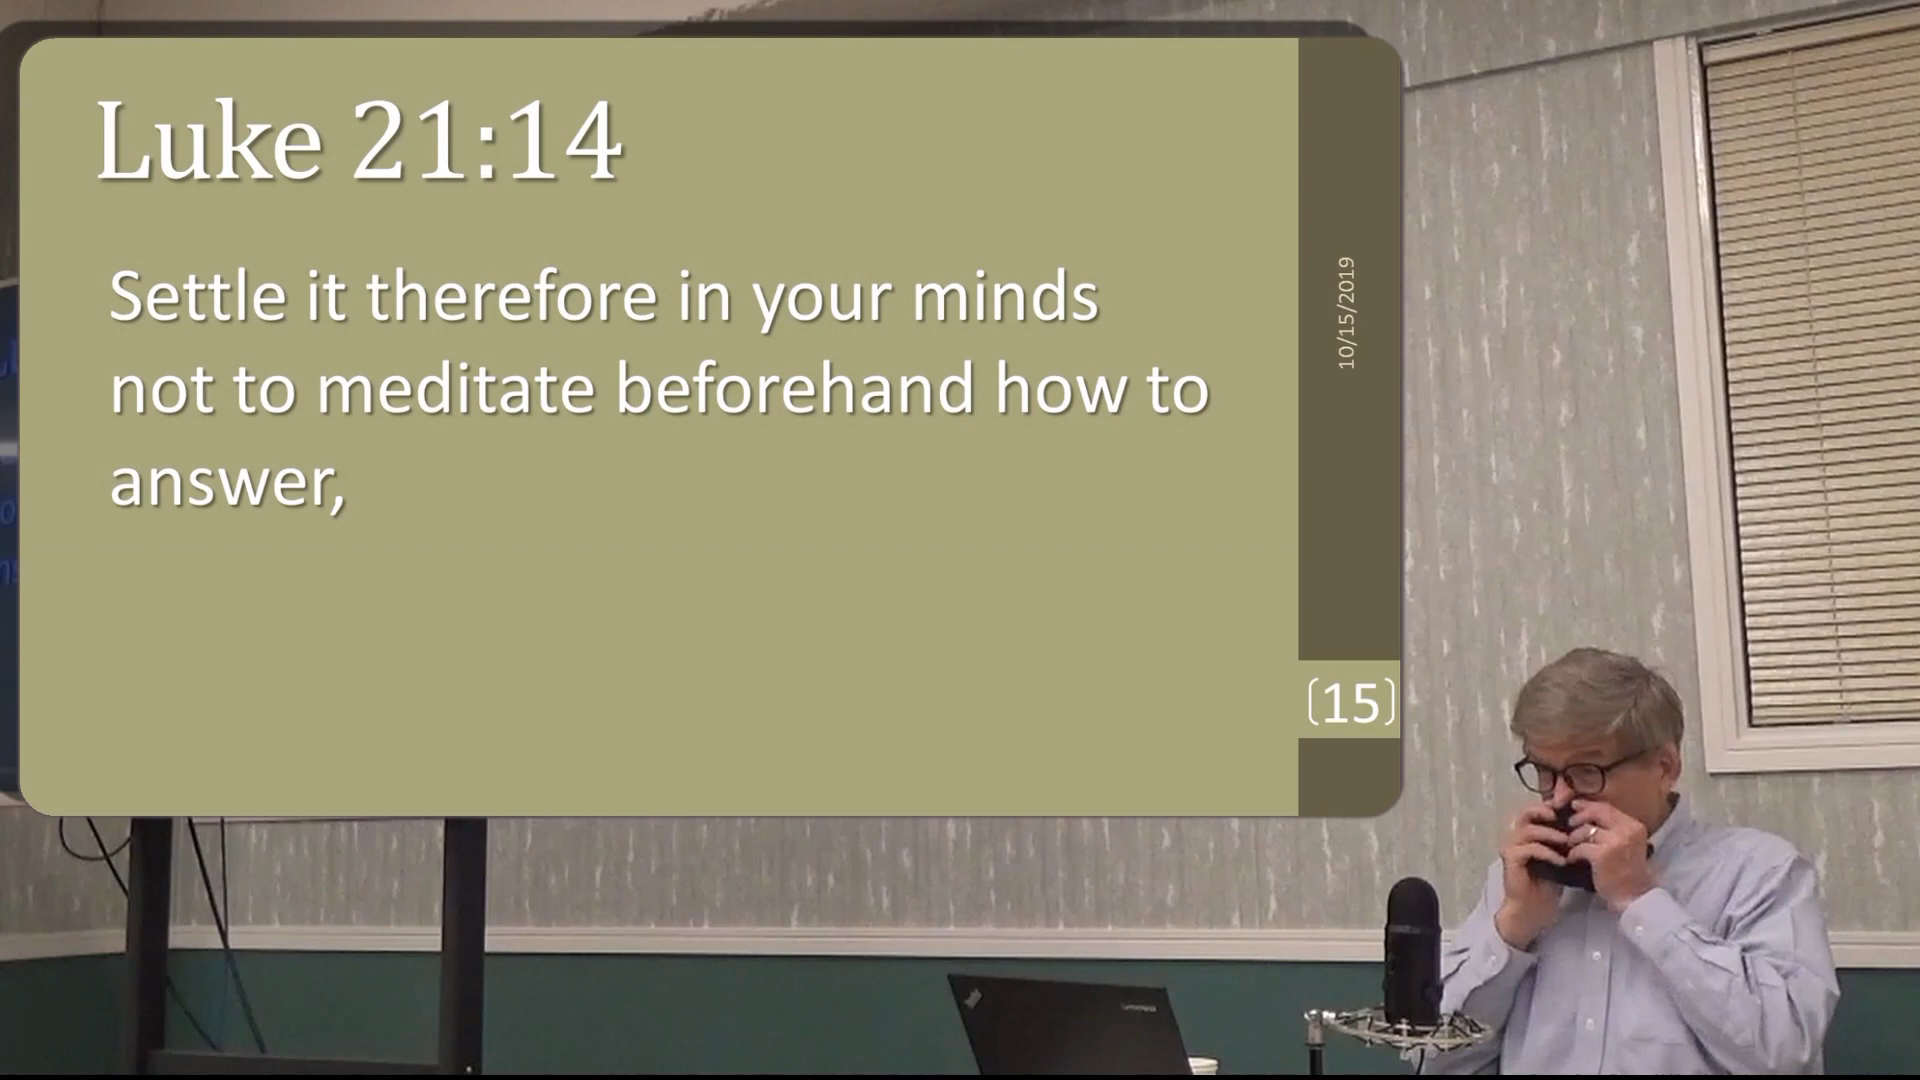 Luke 21:14
Settle it therefore in your minds
not to meditate beforehand how to
answer,
10/15/2019
15
Lenovo